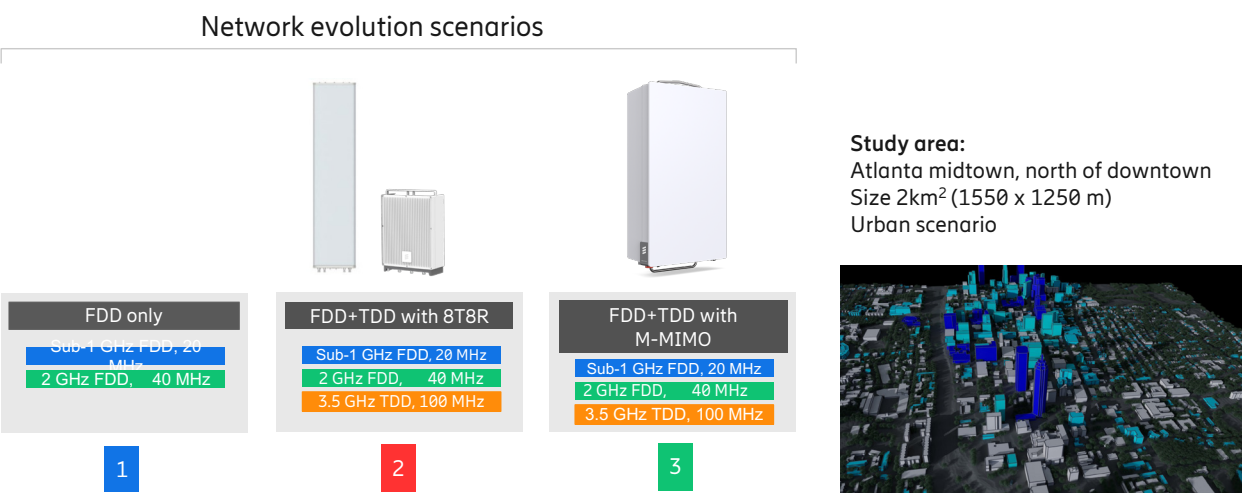 Network evolution scenarios
FDD only
Sub-1 GHz FDD, 20
MHz
2 GHz FDD, 40 MHz
1
FDD+TDD with 8T8R
Sub-1 GHz FDD, 20 MHz
2 GHz FDD, 40 MHz
3.5 GHz TDD, 100 MHz
2
FDD+TDD with
M-MIMO
Sub-1 GHz FDD, 20 MHz
2 GHz FDD, 40 MHz
3.5 GHz TDD, 100 MHz
3
Study area:
Atlanta midtown, north of downtown
Size 2km² (1550 x 1250 m)
Urban scenario